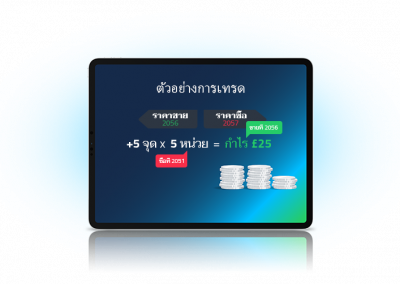 ตัวอย่างการเทรด
ราคาขาย ราคาซื้อ
2056 2057
ขายที่ 2056
+5 จุด x 5 หน่วย = กำไร £25
ซื้อที่ 2051